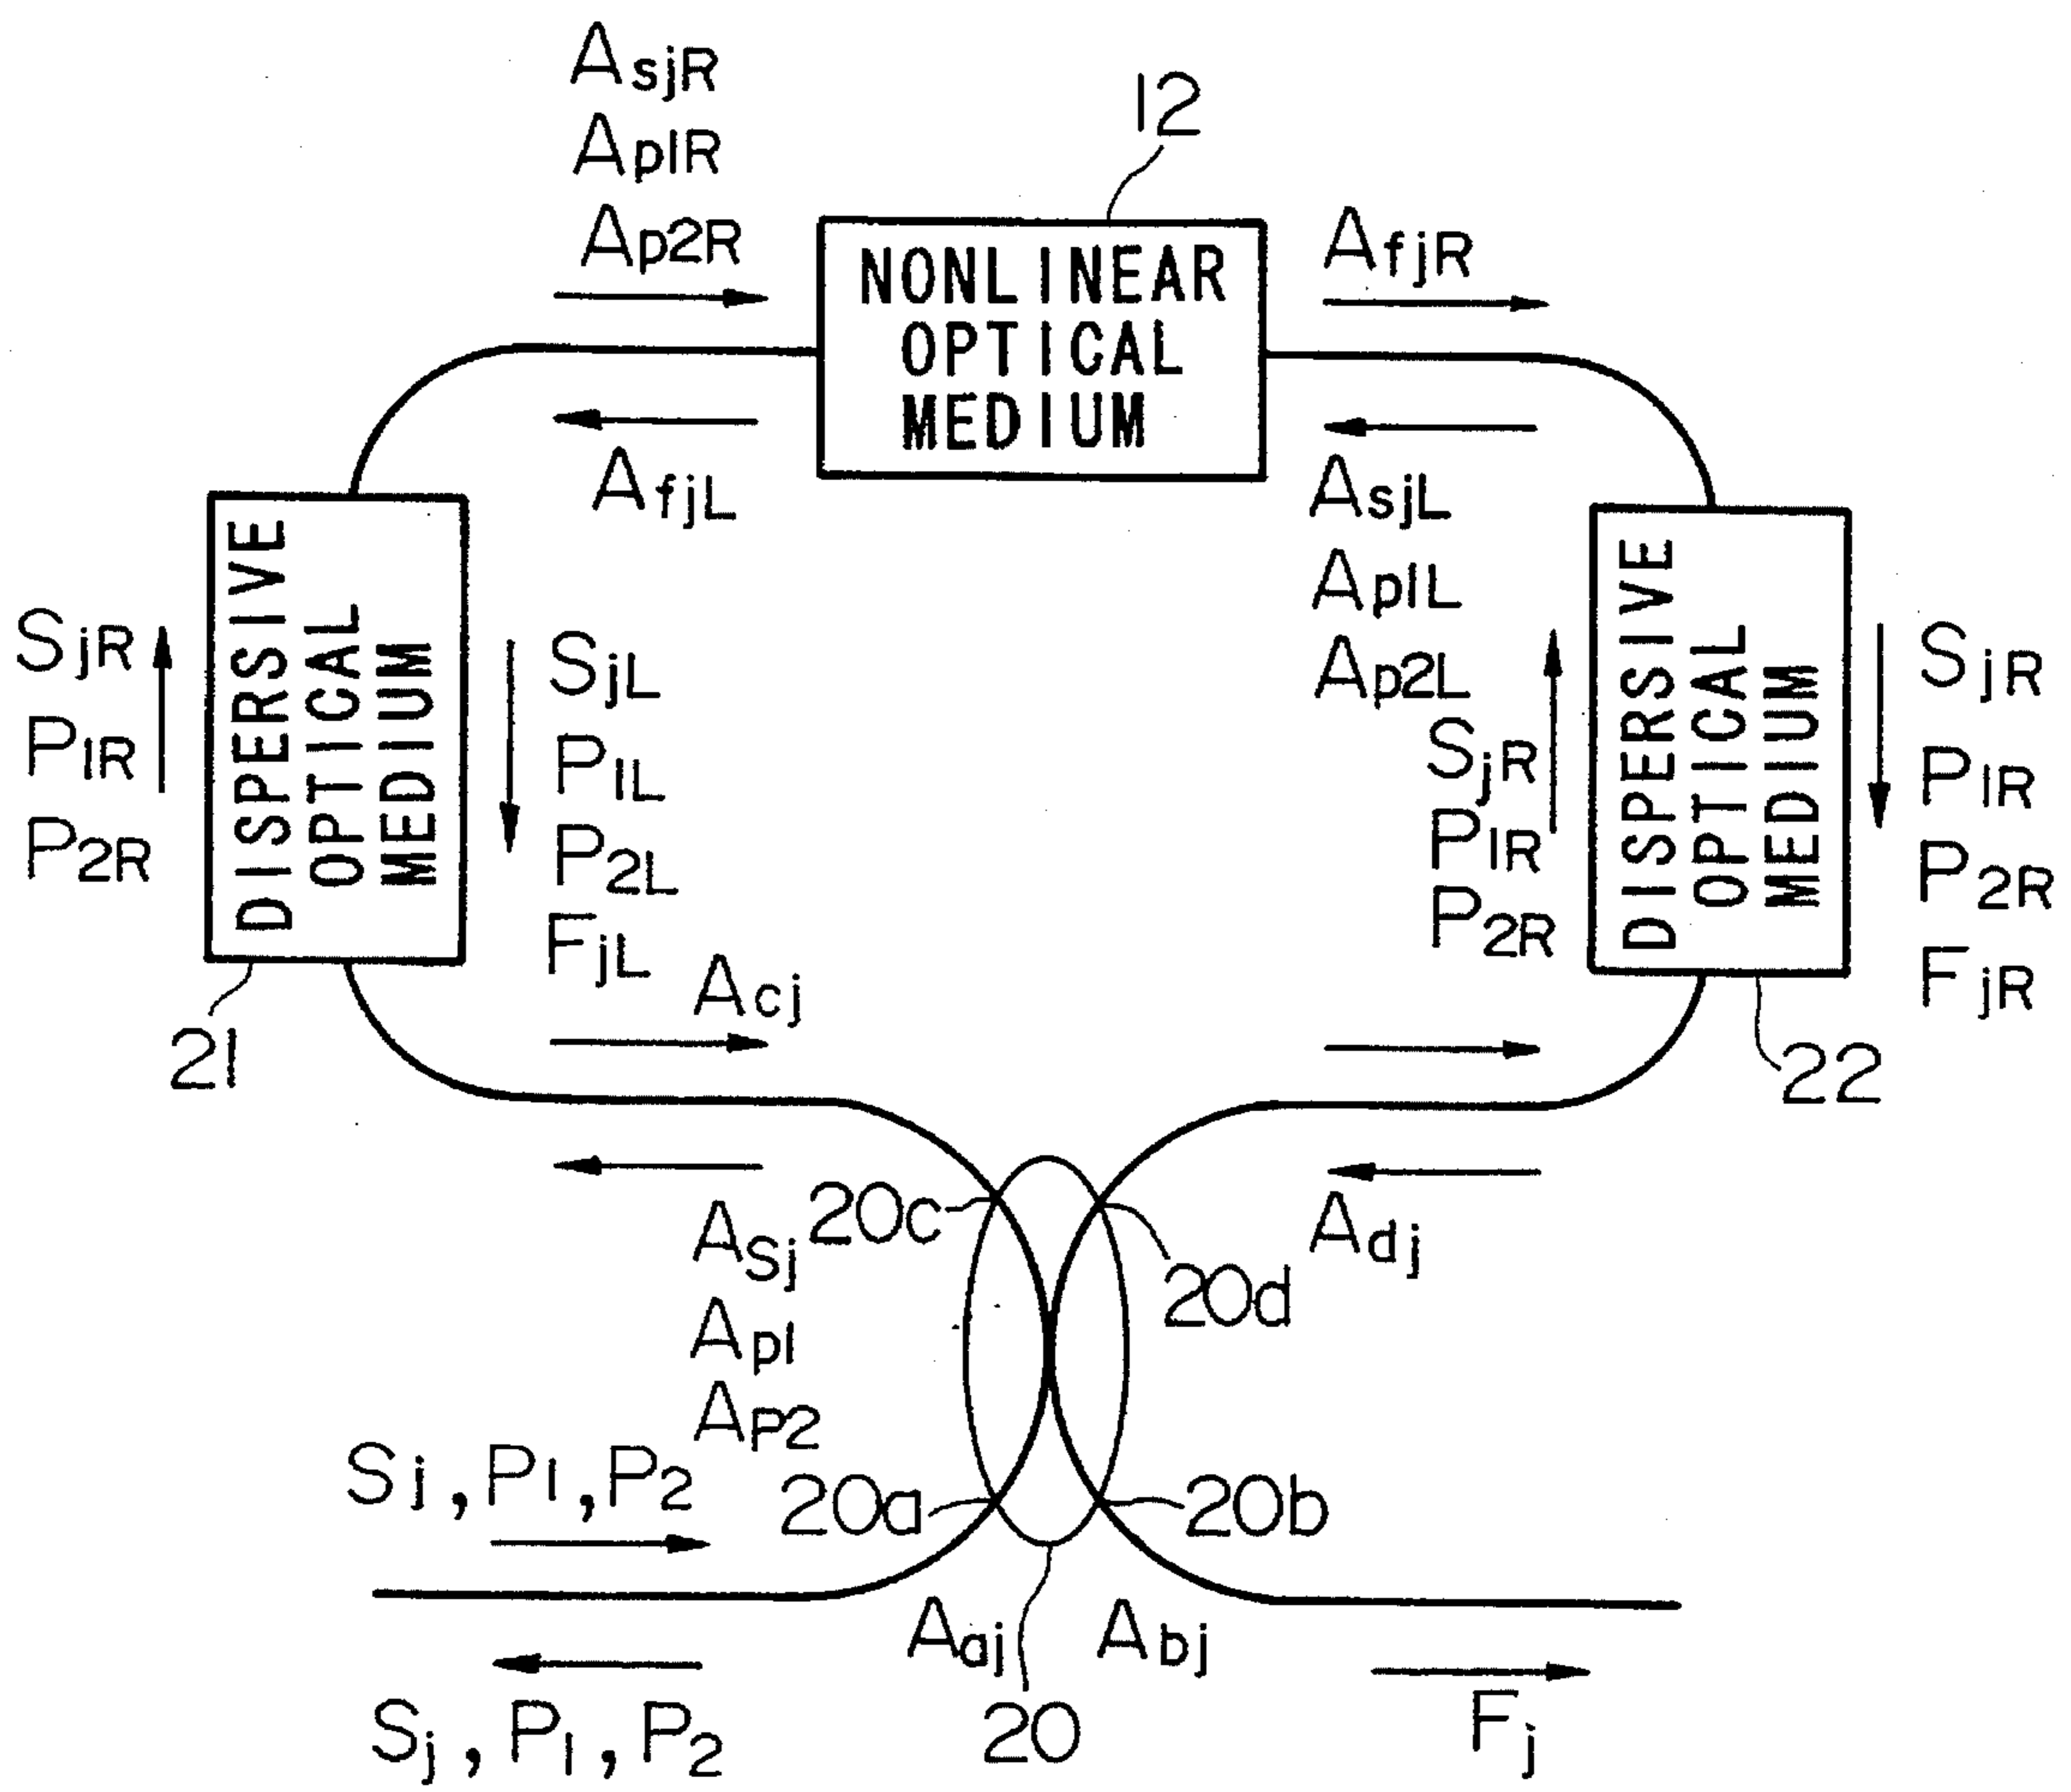 AsjR
Ap1R
Ap2R
12
NONLINEAR
OPTICAL
MEDIUM
AfjR
AfjL
AsjL
Ap1L
Ap2L
DISPERSIVE
OPTICAL
MEDIUM
SjR
P1R
P2R
SjL
P1L
P2L
FjL
SjR
P1R
P2R
DISPERSIVE
OPTICAL
MEDIUM
SjR
P1R
P2R
FjR
21
Acj
22
ASj
Ap1
AP2
20c
20d
Adj
Sj, P1, P2
20a
20b
Aaj
Abj
20
Sj, P1, P2
Fj